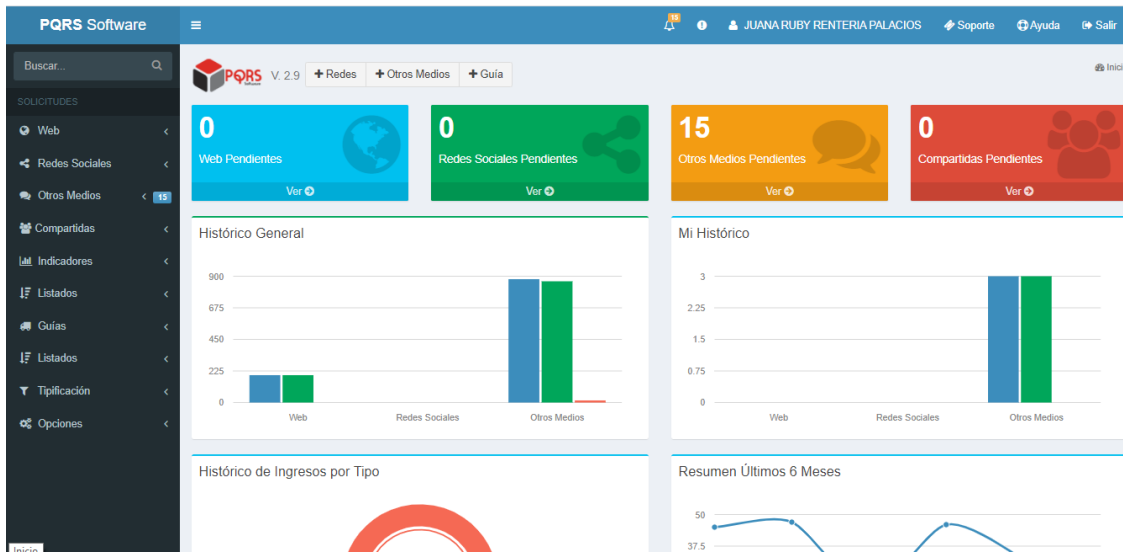 PQRS Software
15
JUANA RUBY RENTERIA PALACIOS
Soporte
Ayuda
Salir
Buscar...
PQRS
V. 2.9
+ Redes
+ Otros Medios
+ Guía
Inici
SOLICITUDES
Web
Redes Sociales
Otros Medios 15
Compartidas
Indicadores
Listados
Guías
Listados
Tipificación
Opciones
0
Web Pendientes
Ver
0
Redes Sociales Pendientes
Ver
15
Otros Medios Pendientes
Ver
0
Compartidas Pendientes
Ver
Histórico General
900
675
450
225
0
Web Redes Sociales Otros Medios
Mi Histórico
3
2.25
1.5
0.75
0
Web Redes Sociales Otros Medios
Histórico de Ingresos por Tipo
Resumen Últimos 6 Meses
50
37.5
Inicio